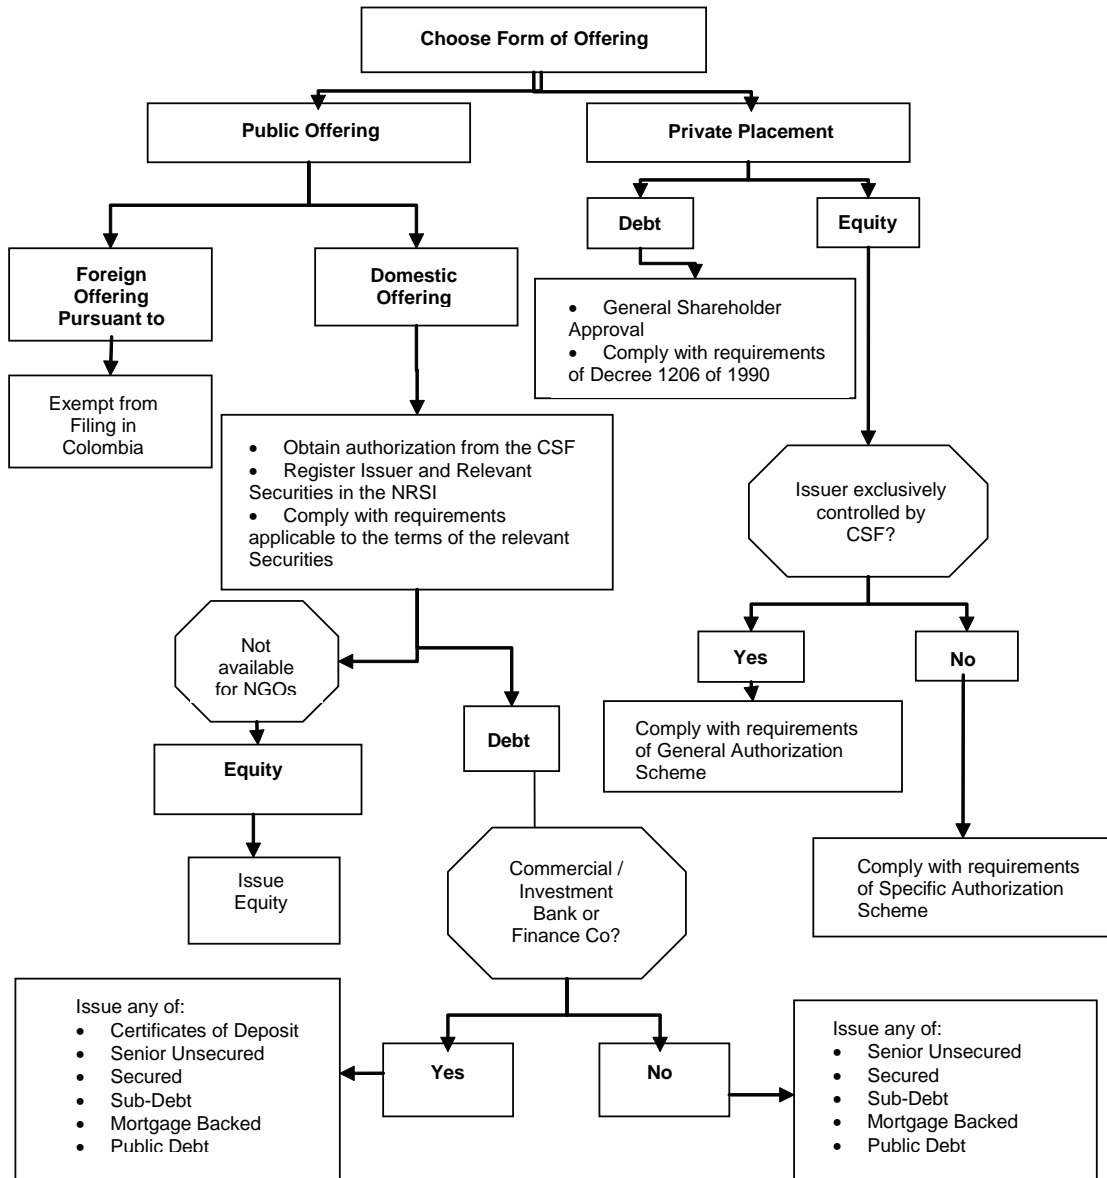 Choose Form of Offering
Public Offering
Private Placement
Debt
Equity
Foreign
Offering
Pursuant to
Domestic
Offering
• General Shareholder
Approval
• Comply with requirements
of Decree 1206 of 1990
Exempt from
Filing in
Colombia
• Obtain authorization from the CSF
• Register Issuer and Relevant
Securities in the NRSI
• Comply with requirements
applicable to the terms of the relevant
Securities
Issuer exclusively
controlled by
CSF?
Not
available
for NGOs
Yes
No
Debt
Equity
Comply with requirements
of General Authorization
Scheme
Issue
Equity
Commercial /
Investment
Bank or
Finance Co?
Comply with requirements
of Specific Authorization
Scheme
Issue any of:
• Certificates of Deposit
• Senior Unsecured
• Secured
• Sub-Debt
• Mortgage Backed
• Public Debt
Yes
No
Issue any of:
• Senior Unsecured
• Secured
• Sub-Debt
• Mortgage Backed
• Public Debt